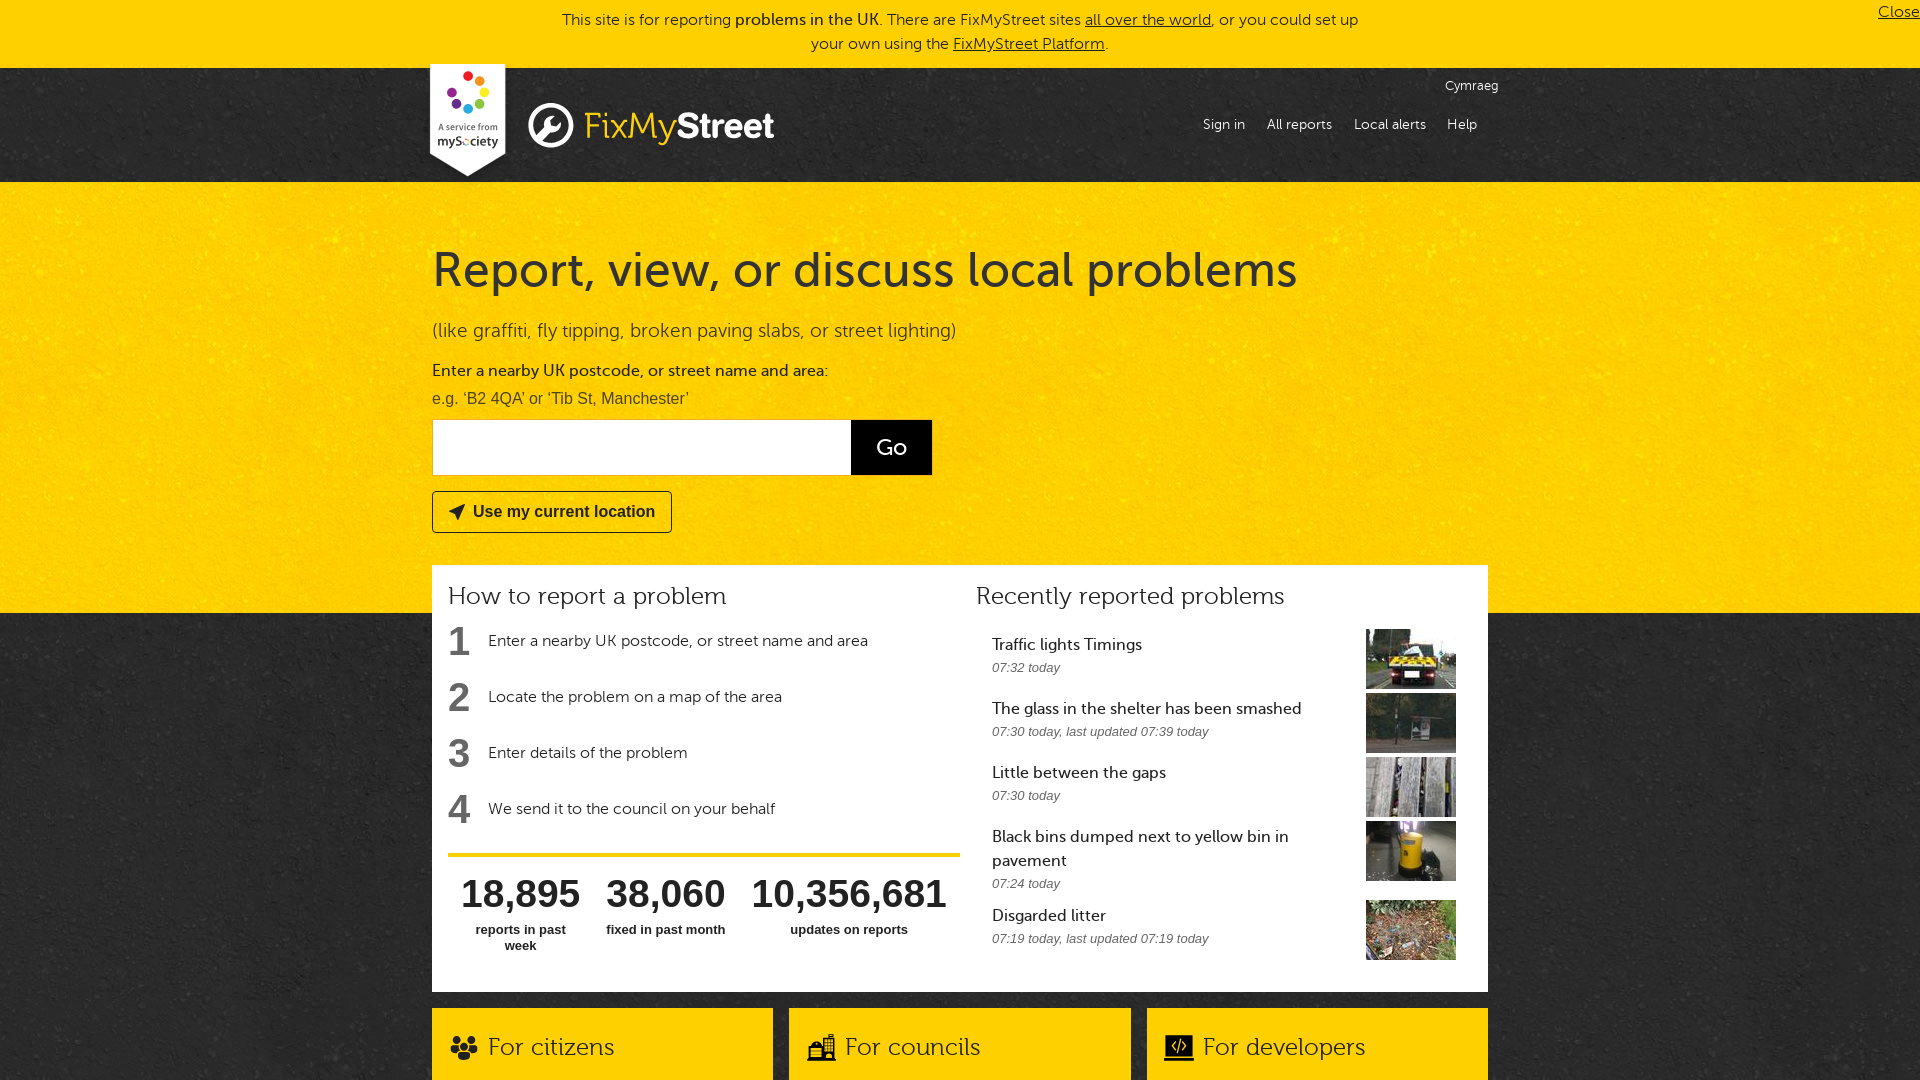 This site is for reporting problems in the UK. There are FixMyStreet sites all over the world, or you could set up
your own using the FixMyStreet Platform.
Close
A service from
mySociety
FixMyStreet
Cymraeg
Sign in
All reports
Local alerts
Help
Report, view, or discuss local problems
(like graffiti, fly tipping, broken paving slabs, or street lighting)
Enter a nearby UK postcode, or street name and area:
e.g. ‘B2 4QA’ or ‘Tib St, Manchester’
Go
Use my current location
How to report a problem
1 Enter a nearby UK postcode, or street name and area
2 Locate the problem on a map of the area
3 Enter details of the problem
4 We send it to the council on your behalf
18,895
reports in past
week
38,060
fixed in past month
10,356,681
updates on reports
Recently reported problems
Traffic lights Timings
07:32 today
The glass in the shelter has been smashed
07:30 today, last updated 07:39 today
Little between the gaps
07:30 today
Black bins dumped next to yellow bin in
pavement
07:24 today
Disgarded litter
07:19 today, last updated 07:19 today
For citizens
For councils
For developers